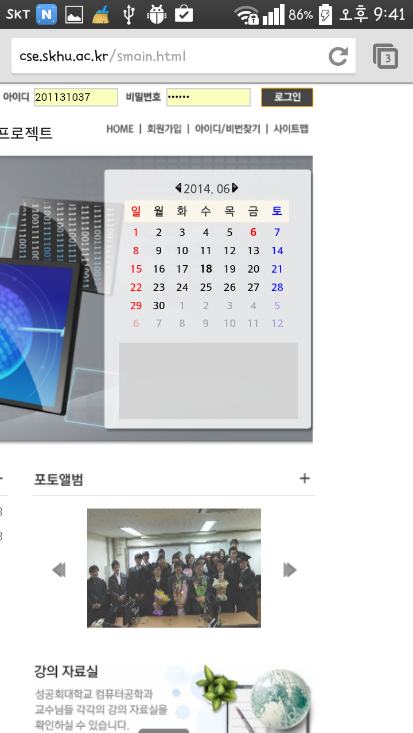 SKT N 86% 오후 9:41
cse.skhu.ac.kr/smain.html 3
아이디 201131037 비밀번호 •••••• 로그인
프로젝트 HOME | 회원가입 | 아이디/비번찾기 | 사이트맵
2014, 06
일 월 화 수 목 금 토
1 2 3 4 5 6 7
8 9 10 11 12 13 14
15 16 17 18 19 20 21
22 23 24 25 26 27 28
29 30 1 2 3 4 5
6 7 8 9 10 11 12
포토앨범
강의 자료실
성공회대학교 컴퓨터공학과
교수님들 각각의 강의 자료실을
확인하실 수 있습니다.